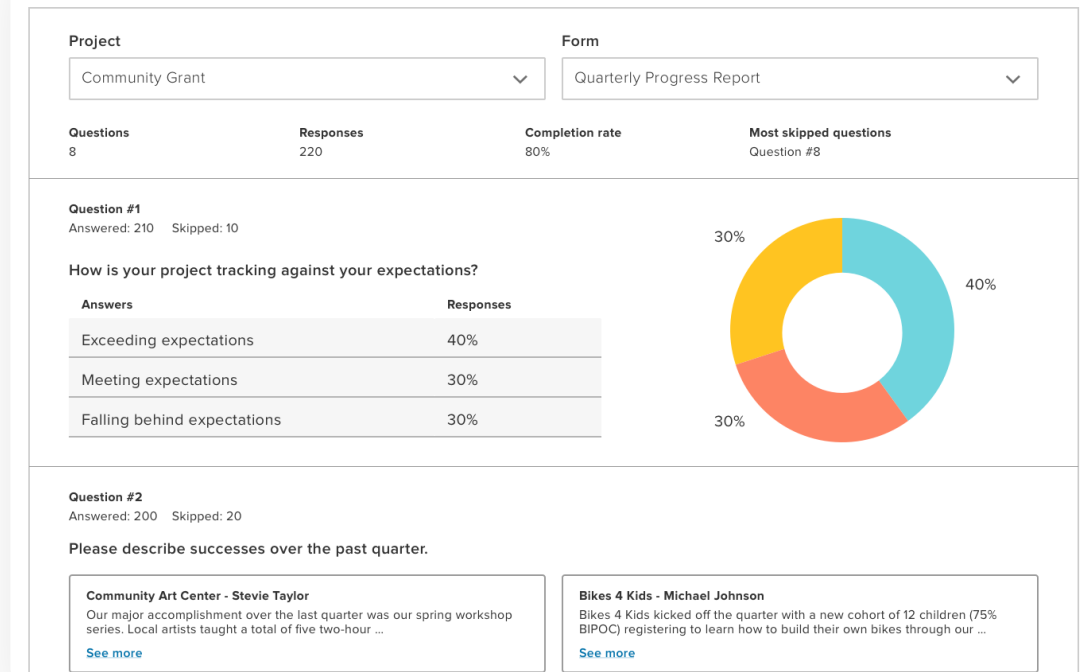 Project
Form
Community Grant
Quarterly Progress Report
Questions
Responses
Completion rate
Most skipped questions
8
220
80%
Question #8
Question #1
Answered: 210 Skipped: 10
How is your project tracking against your expectations?
Answers
Responses
Exceeding expectations
40%
Meeting expectations
30%
Falling behind expectations
30%
30%
40%
30%
Question #2
Answered: 200 Skipped: 20
Please describe successes over the past quarter.
Community Art Center - Stevie Taylor
Our major accomplishment over the last quarter was our spring workshop
series. Local artists taught a total of five two-hour ...
See more
Bikes 4 Kids - Michael Johnson
Bikes 4 Kids kicked off the quarter with a new cohort of 12 children (75%
BIPOC) registering to learn how to build their own bikes through our ...
See more